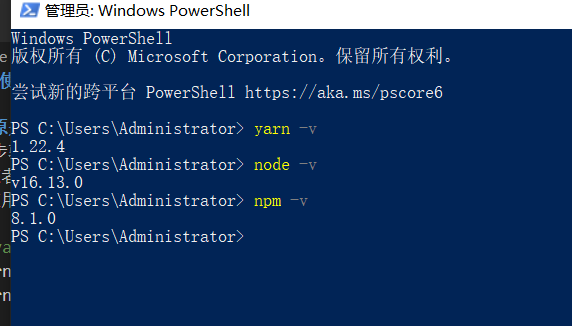 管理员: Windows PowerShell
Windows PowerShell
版权所有 (C) Microsoft Corporation。保留所有权利。
尝试新的跨平台 PowerShell https://aka.ms/pscore6
PS C:\Users\Administrator> yarn -v
1.22.4
PS C:\Users\Administrator> node -v
v16.13.0
PS C:\Users\Administrator> npm -v
8.1.0
PS C:\Users\Administrator>